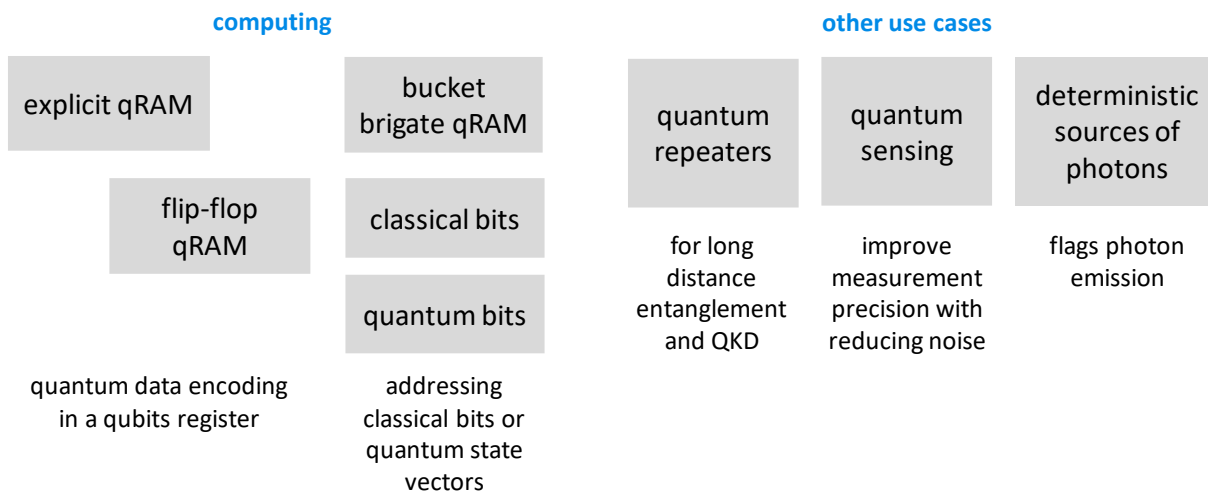 computing
explicit qRAM
bucket
brigate qRAM
flip-flop
qRAM
classical bits
quantum bits
quantum data encoding
in a qubits register
addressing
classical bits or
quantum state
vectors
other use cases
quantum
repeaters
quantum
sensing
deterministic
sources of
photons
for long
distance
entanglement
and QKD
improve
measurement
precision with
reducing noise
flags photon
emission